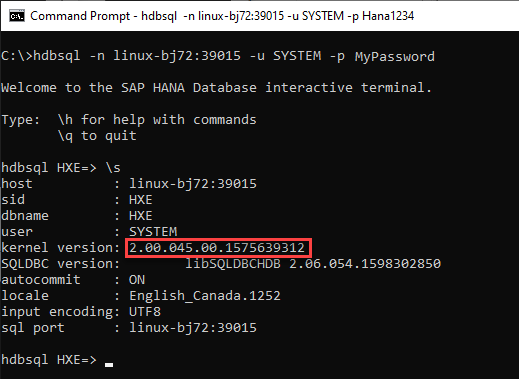 Command Prompt - hdbsql -n linux-bj72:39015 -u SYSTEM -p Hana1234
C:\>hdbsql -n linux-bj72:39015 -u SYSTEM -p MyPassword
Welcome to the SAP HANA Database interactive terminal.
Type:  \h for help with commands
       \q to quit
hdbsql HXE=> \s
host          : linux-bj72:39015
sid           : HXE
dbname        : HXE
user          : SYSTEM
kernel version: 2.00.045.00.1575639312
SQLDBC version:        libSQLDBCHDB 2.06.054.1598302850
autocommit    : ON
locale        : English_Canada.1252
input encoding: UTF8
sql port      : linux-bj72:39015
hdbsql HXE=>